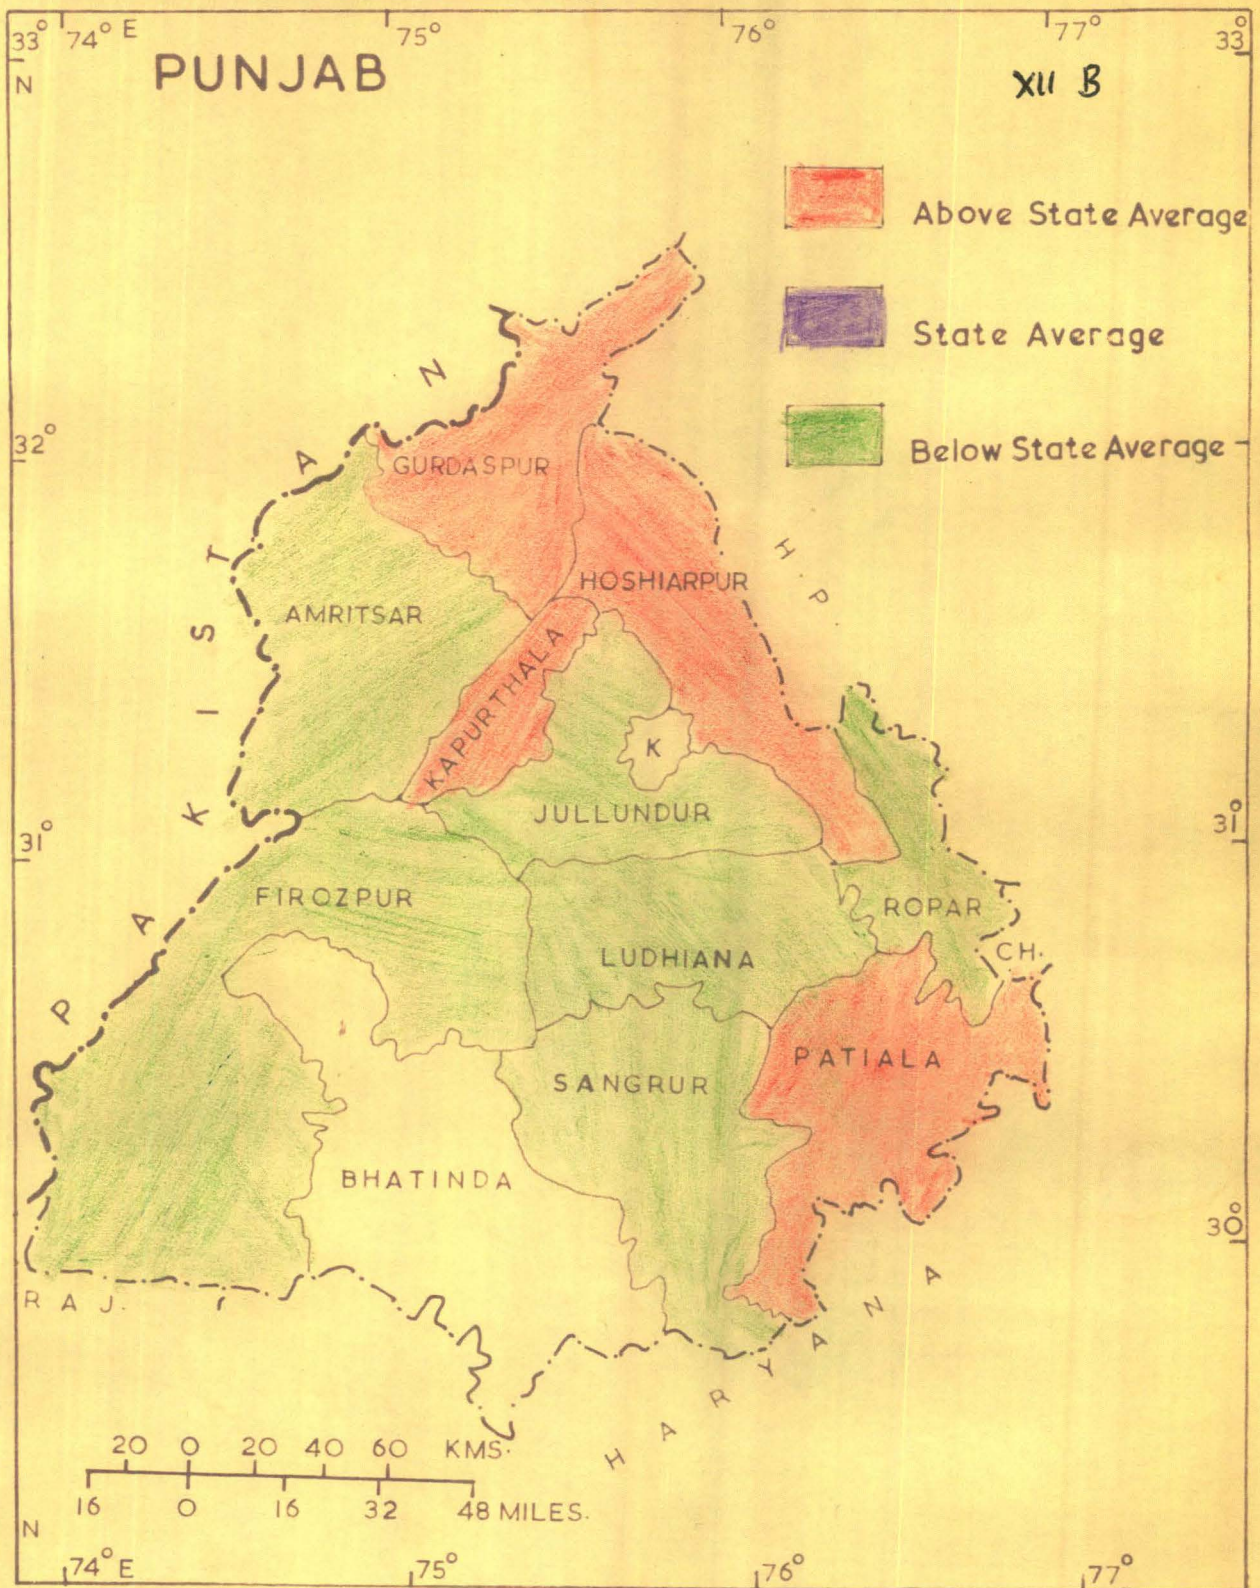 33° 74° E 75° 76° 77° 33°
N
PUNJAB
XII B
Above State Average
State Average
Below State Average
32°
GURDASPUR
HOSHIARPUR
H. P
AMRITSAR
KAPURTHALA
K
JULLUNDUR
31° 31°
FIROZPUR
ROPAR
LUDHIANA
CH.
PATIALA
SANGRUR
BHATINDA
30°
PAKISTAN
RAJ.
HARYANA
20 0 20 40 60 KMS.
16 0 16 32 48 MILES.
N
74° E 75° 76° 77°